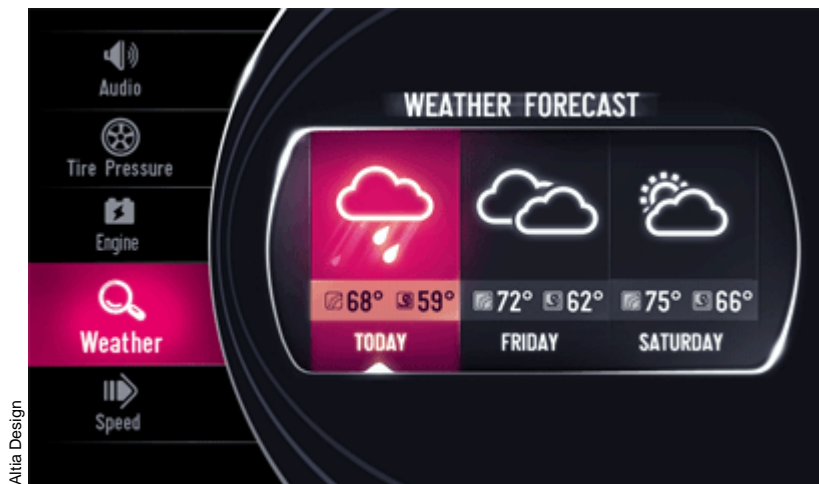 Audio
Tire Pressure
Engine
Weather
Speed
WEATHER FORECAST
68° 59° 72° 62° 75° 66°
TODAY FRIDAY SATURDAY
Altia Design